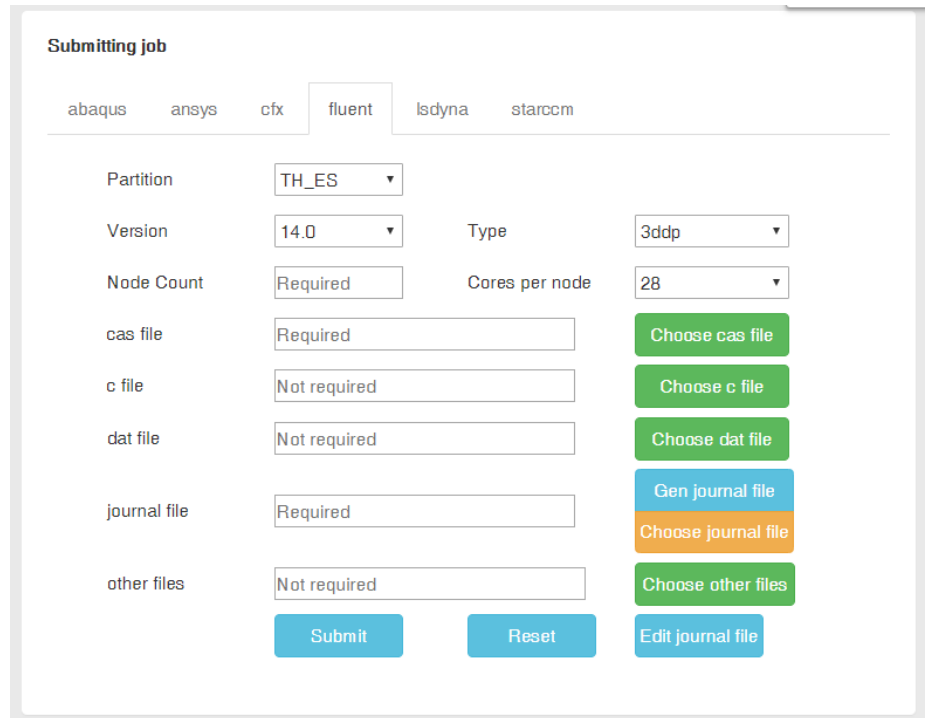 Submitting job
abaqus ansys cfx fluent lsdyna starccm
Partition TH_ES
Version 14.0 Type 3ddp
Node Count Required Cores per node 28
cas file Required Choose cas file
c file Not required Choose c file
dat file Not required Choose dat file
Gen journal file
journal file Required
Choose journal file
other files Not required Choose other files
Submit Reset Edit journal file